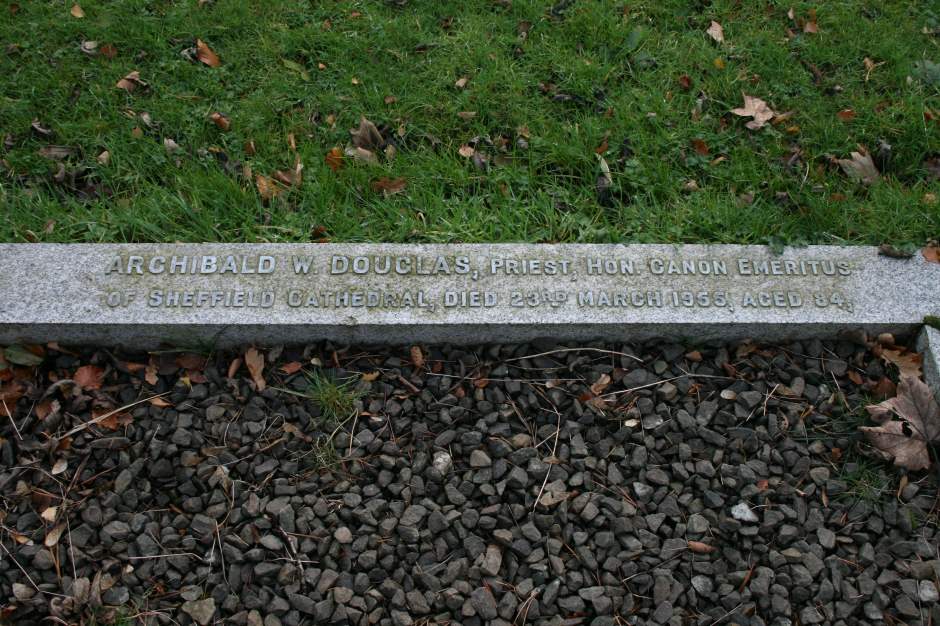 ARCHIBALD W. DOUGLAS, PRIEST, HON. CANON EMERITUS
OF SHEFFIELD CATHEDRAL, DIED 23RD MARCH 1955, AGED 84.